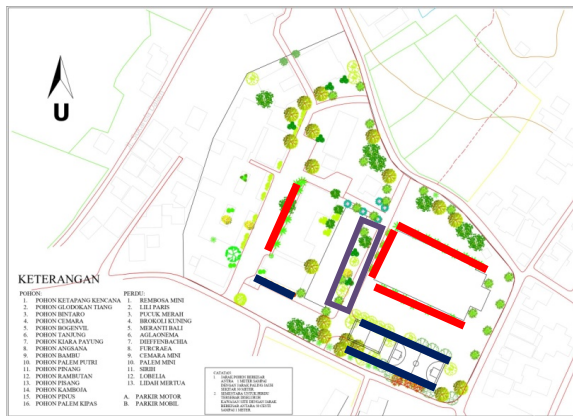 U
KETERANGAN
POHON:
1. POHON KETAPANG KENCANA
2. POHON GLODOKAN TIANG
3. POHON BINTARO
4. POHON CEMARA
5. POHON BOGENVIL
6. POHON TANJUNG
7. POHON KIARA PAYUNG
8. POHON ANGSANA
9. POHON BAMBU
10. POHON PALEM PUTRI
11. POHON PINANG
12. POHON RAMBUTAN
13. POHON PISANG
14. POHON KAMBOJA
15. POHON PINUS
16. POHON PALEM KIPAS
PERDU:
1. REMBOSA MINI
2. LILI PARIS
3. PUCUK MERAH
4. BROKOLI KUNING
5. MERANTI BALI
6. AGLAONEMA
7. DIEFFENBACHIA
8. FURCRAEA
9. CEMARA MINI
10. PALEM MINI
11. SIRIH
12. LOBELIA
13. LIDAH MERTUA
A. PARKIR MOTOR
B. PARKIR MOBIL
CATATAN: